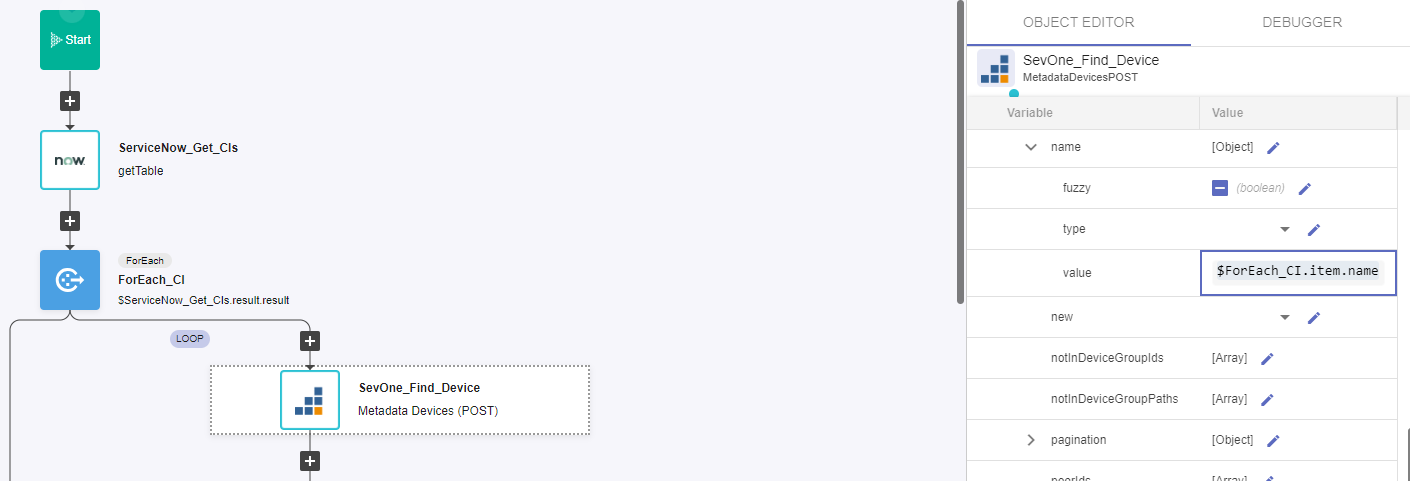 Start
ServiceNow_Get_CIs
now.
getTable
ForEach
ForEach_CI
$ServiceNow_Get_CIs.result.result
LOOP
SevOne_Find_Device
Metadata Devices (POST)
OBJECT EDITOR
DEBUGGER
SevOne_Find_Device
MetadataDevicesPOST
Variable
Value
name
[Object]
fuzzy
(boolean)
type
value
$ForEach_CI.item.name
new
notInDeviceGroupIds
[Array]
notInDeviceGroupPaths
[Array]
pagination
[Object]
peerIds
[Array]